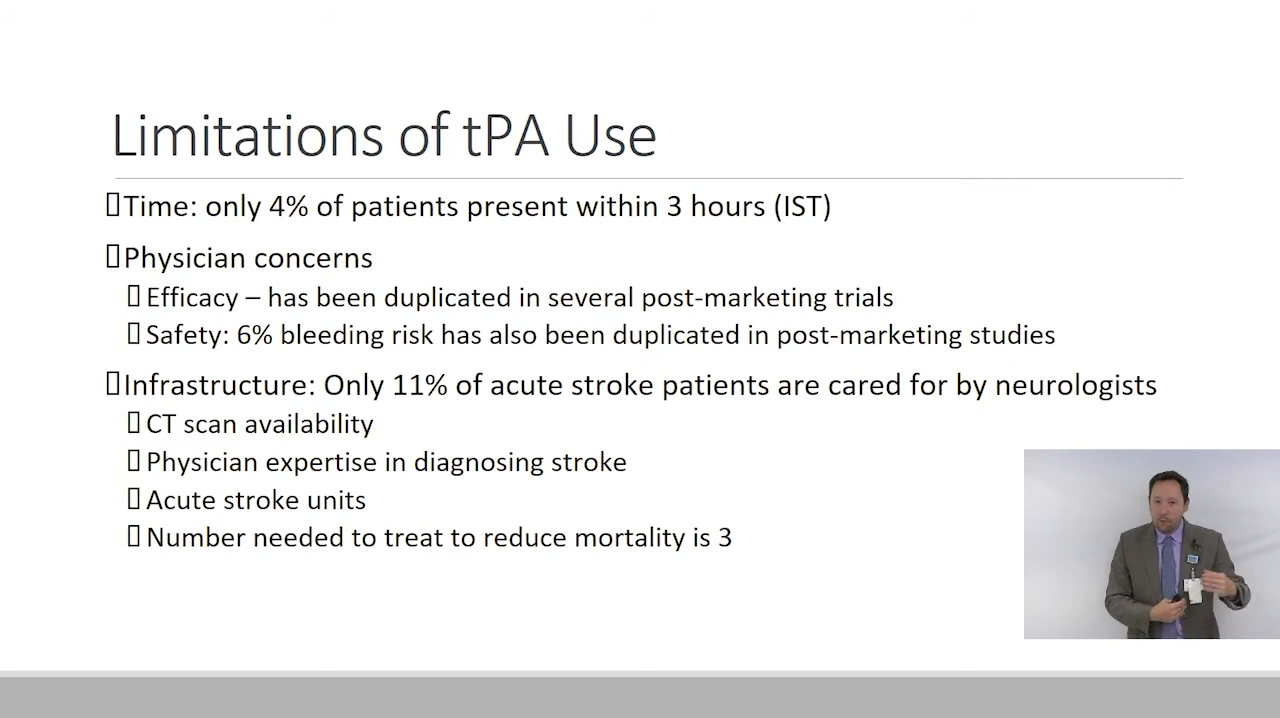 Limitations of tPA Use
Time: only 4% of patients present within 3 hours (IST)
Physician concerns
Efficacy – has been duplicated in several post-marketing trials
Safety: 6% bleeding risk has also been duplicated in post-marketing studies
Infrastructure: Only 11% of acute stroke patients are cared for by neurologists
CT scan availability
Physician expertise in diagnosing stroke
Acute stroke units
Number needed to treat to reduce mortality is 3